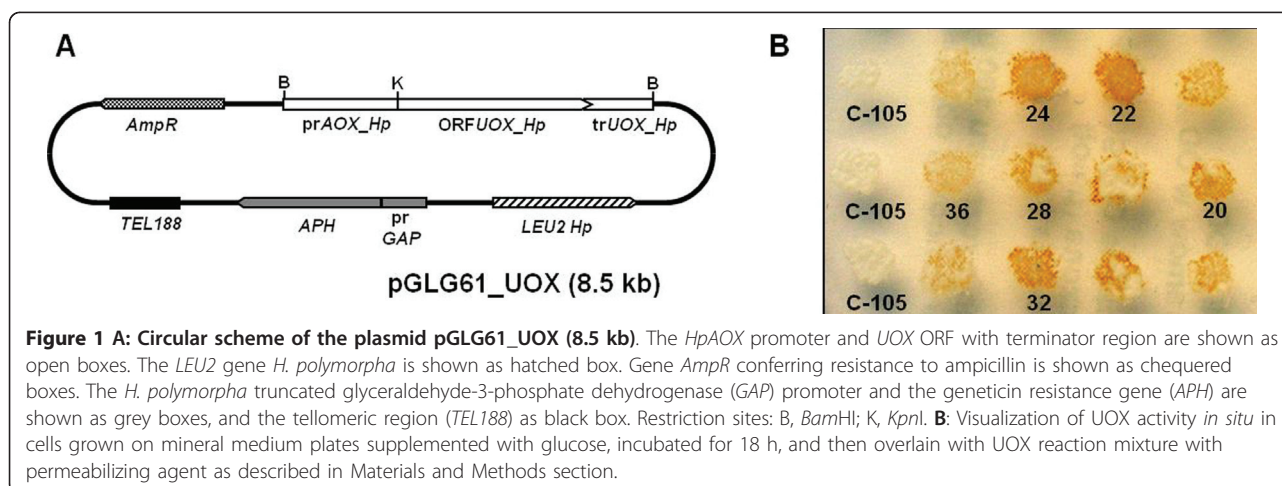 A
B
B K B
AmpR prAOX_Hp ORFUOX_Hp trUOX_Hp
TEL188 APH pr GAP LEU2 Hp
pGLG61_UOX (8.5 kb)
C-105 24 22
C-105 36 28 20
C-105 32
Figure 1 A: Circular scheme of the plasmid pGLG61_UOX (8.5 kb). The HpAOX promoter and UOX ORF with terminator region are shown as
open boxes. The LEU2 gene H. polymorpha is shown as hatched box. Gene AmpR conferring resistance to ampicillin is shown as chequered
boxes. The H. polymorpha truncated glyceraldehyde-3-phosphate dehydrogenase (GAP) promoter and the geneticin resistance gene (APH) are
shown as grey boxes, and the tellomeric region (TEL188) as black box. Restriction sites: B, BamHI; K, KpnI. B: Visualization of UOX activity in situ in
cells grown on mineral medium plates supplemented with glucose, incubated for 18 h, and then overlain with UOX reaction mixture with
permeabilizing agent as described in Materials and Methods section.